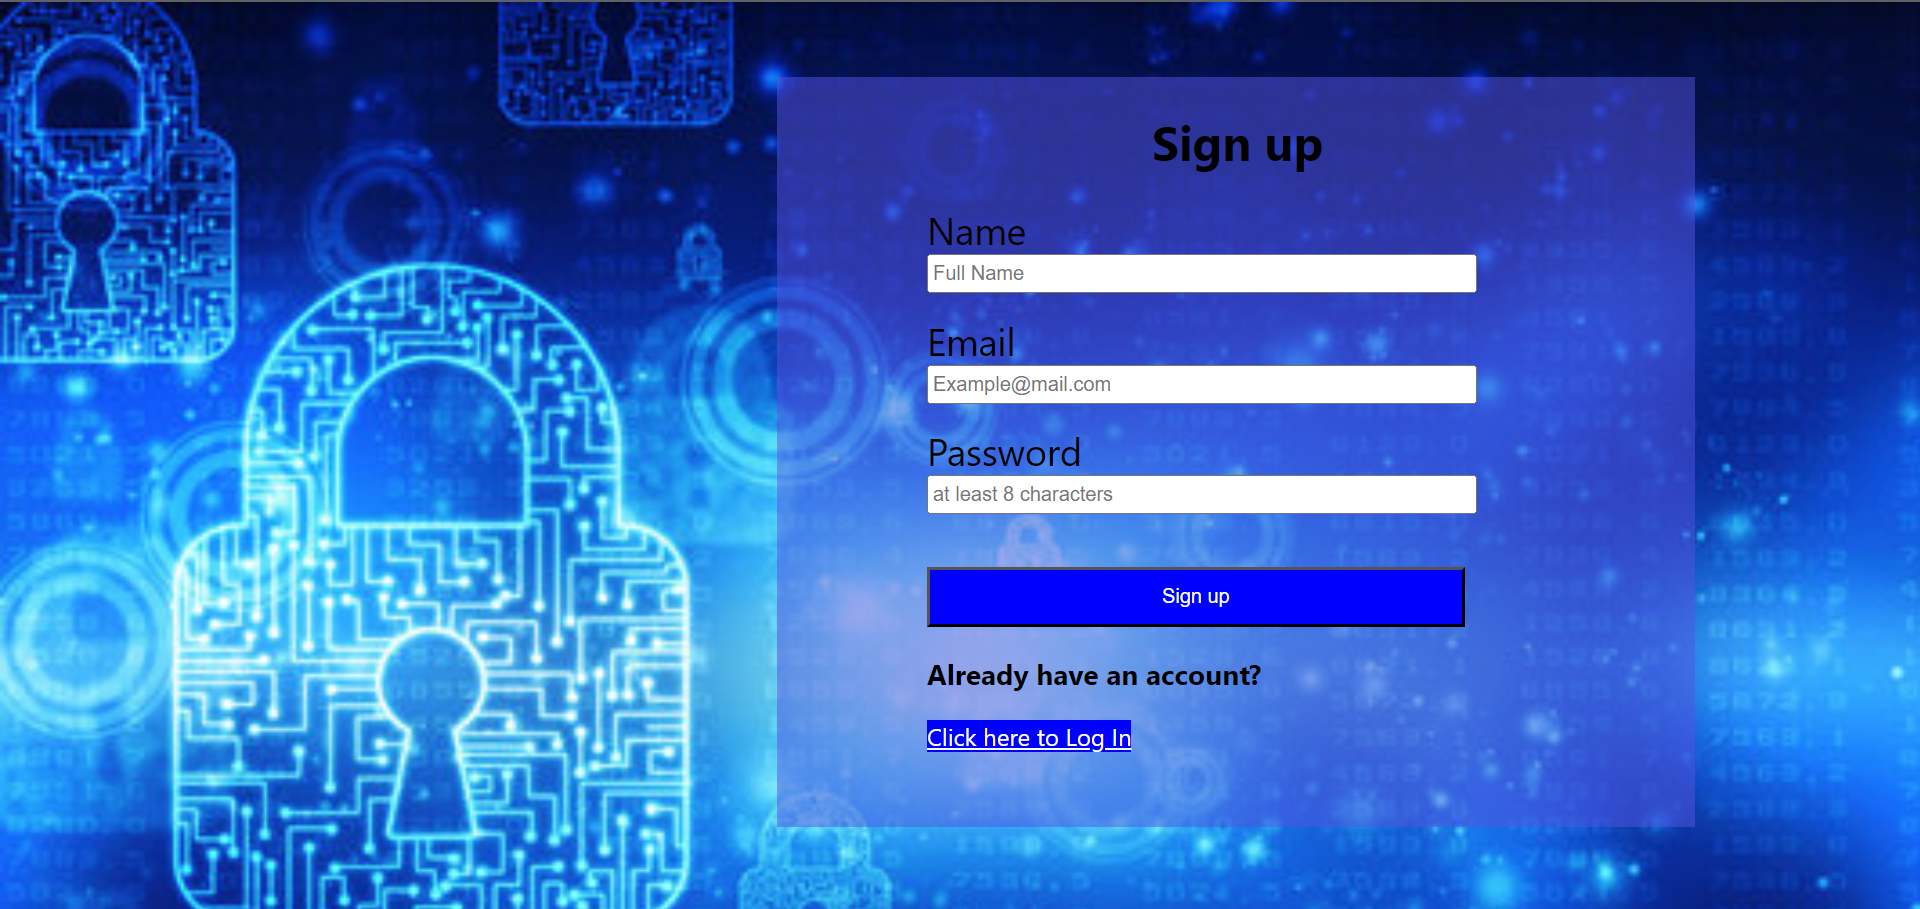 Sign up
Name
Full Name
Email
Example@mail.com
Password
at least 8 characters
Sign up
Already have an account?
Click here to Log In